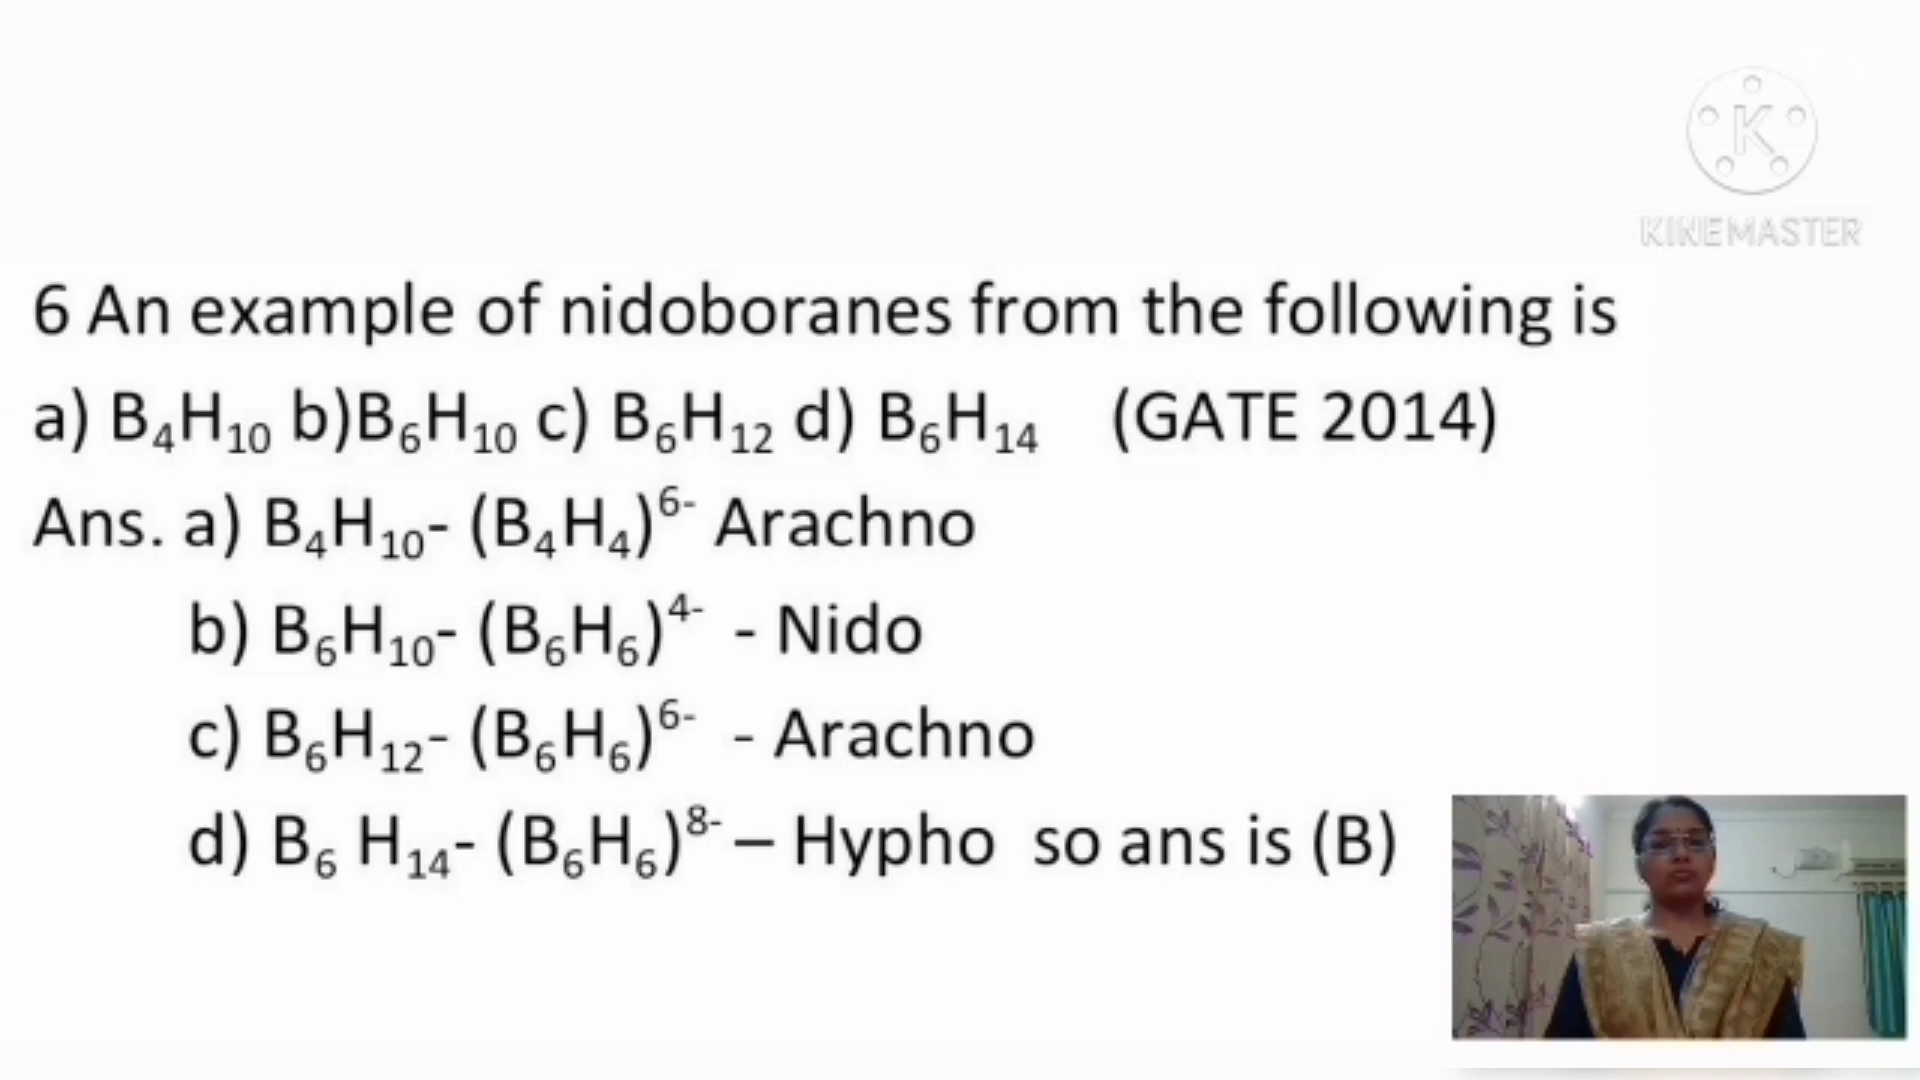 K
KINEMASTER
6 An example of nidoboranes from the following is
a) B₄H₁₀ b)B₆H₁₀ c) B₆H₁₂ d) B₆H₁₄ (GATE 2014)
Ans. a) B₄H₁₀- (B₄H₄)⁶⁻ Arachno
b) B₆H₁₀- (B₆H₆)⁴⁻ - Nido
c) B₆H₁₂- (B₆H₆)⁶⁻ - Arachno
d) B₆ H₁₄- (B₆H₆)⁸⁻ – Hypho so ans is (B)